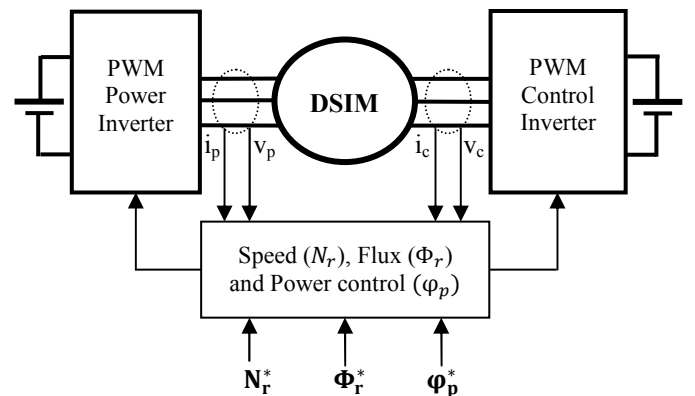 PWM
Power
Inverter
DSIM
PWM
Control
Inverter
i_p v_p
i_c v_c
Speed (N_r), Flux (Φ_r)
and Power control (φ_p)
N_r^* Φ_r^* φ_p^*